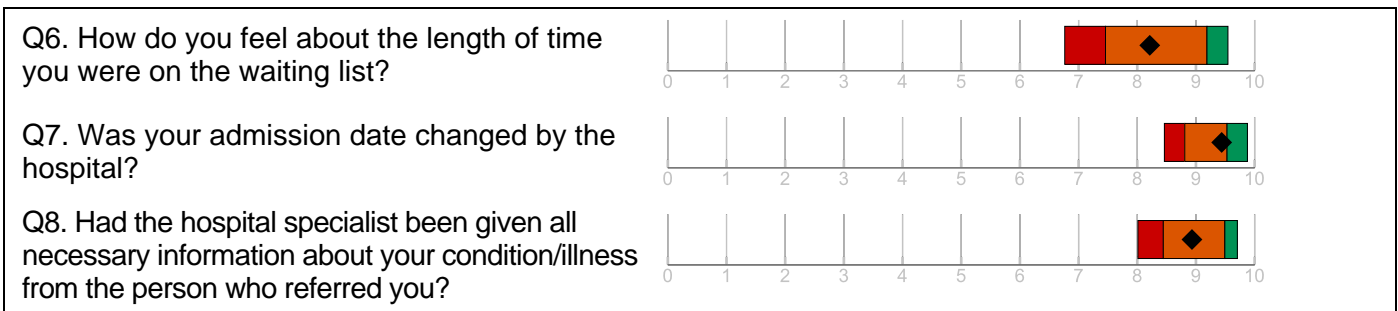 Q6. How do you feel about the length of time
you were on the waiting list?
0 1 2 3 4 5 6 7 8 9 10
Q7. Was your admission date changed by the
hospital?
0 1 2 3 4 5 6 7 8 9 10
Q8. Had the hospital specialist been given all
necessary information about your condition/illness
from the person who referred you?
0 1 2 3 4 5 6 7 8 9 10